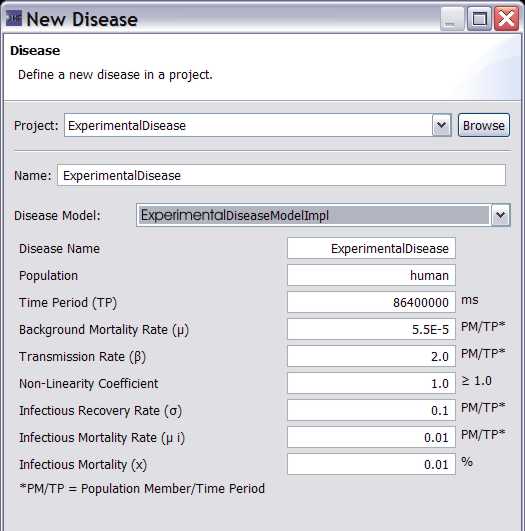 New Disease
Disease
Define a new disease in a project.
Project: ExperimentalDisease Browse
Name: ExperimentalDisease
Disease Model: ExperimentalDiseaseModelImpl
Disease Name ExperimentalDisease
Population human
Time Period (TP) 86400000 ms
Background Mortality Rate (μ) 5.5E-5 PM/TP*
Transmission Rate (β) 2.0 PM/TP*
Non-Linearity Coefficient 1.0 ≥ 1.0
Infectious Recovery Rate (σ) 0.1 PM/TP*
Infectious Mortality Rate (μ i) 0.01 PM/TP*
Infectious Mortality (x) 0.01 %
*PM/TP = Population Member/Time Period